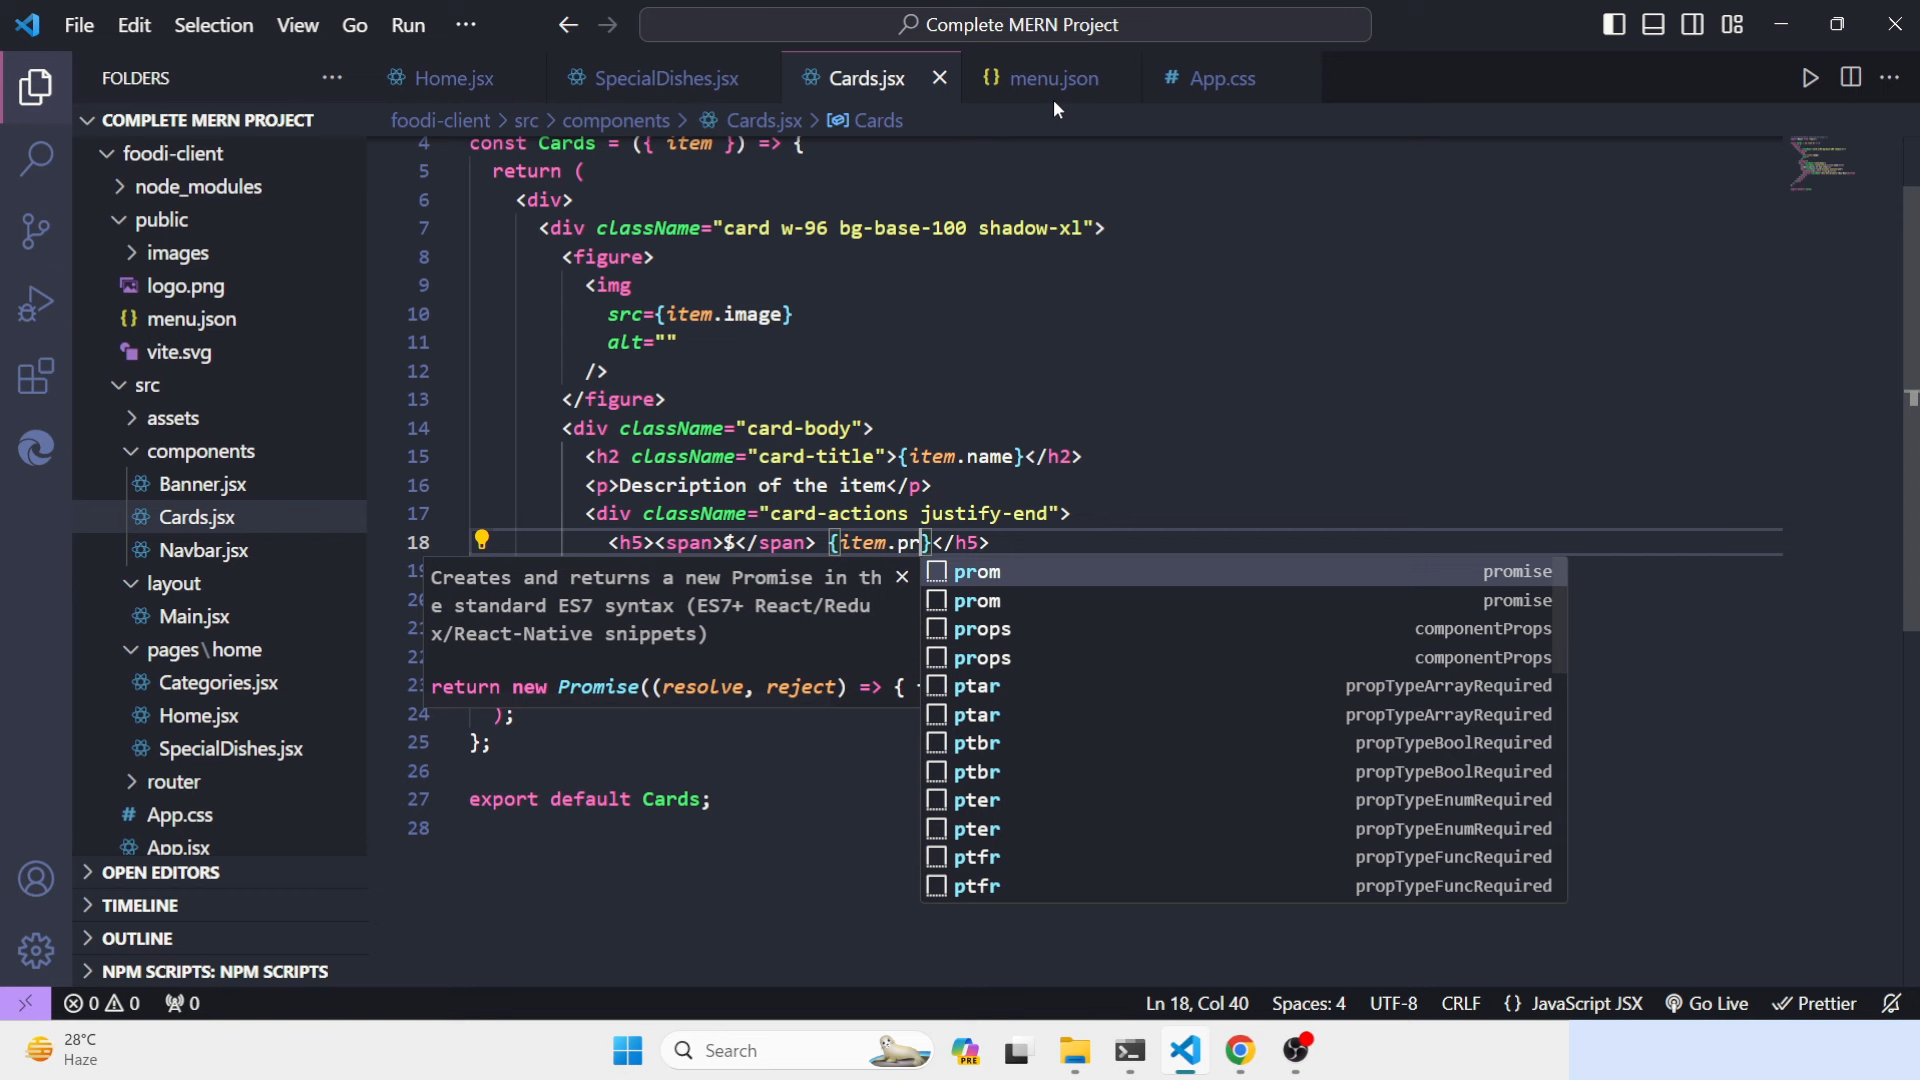 File Edit Selection View Go Run ··· Complete MERN Project
FOLDERS ···
Home.jsx SpecialDishes.jsx Cards.jsx menu.json App.css
foodi-client > src > components > Cards.jsx > Cards
COMPLETE MERN PROJECT
foodi-client
node_modules
public
images
logo.png
menu.json
vite.svg
src
assets
components
Banner.jsx
Cards.jsx
Navbar.jsx
layout
Main.jsx
pages\home
Categories.jsx
Home.jsx
SpecialDishes.jsx
router
App.css
App.jsx
OPEN EDITORS
TIMELINE
OUTLINE
NPM SCRIPTS: NPM SCRIPTS
4 const Cards = ({ item }) => {
5 return (
6 <div>
7 <div className="card w-96 bg-base-100 shadow-xl">
8 <figure>
9 <img
10 src={item.image}
11 alt=""
12 />
13 </figure>
14 <div className="card-body">
15 <h2 className="card-title">{item.name}</h2>
16 <p>Description of the item</p>
17 <div className="card-actions justify-end">
18 <h5><span>$</span> {item.pr}</h5>
Creates and returns a new Promise in th
e standard ES7 syntax (ES7+ React/Redu
x/React-Native snippets)
return new Promise((resolve, reject) => {
prom promise
prom promise
props componentProps
props componentProps
ptar propTypeArrayRequired
ptar propTypeArrayRequired
ptbr propTypeBoolRequired
ptbr propTypeBoolRequired
pter propTypeEnumRequired
pter propTypeEnumRequired
ptfr propTypeFuncRequired
ptfr propTypeFuncRequired
24 );
25 };
26
27 export default Cards;
28
0 0 0 Ln 18, Col 40 Spaces: 4 UTF-8 CRLF {} JavaScript JSX Go Live Prettier
28°C
Haze
Search
PRE